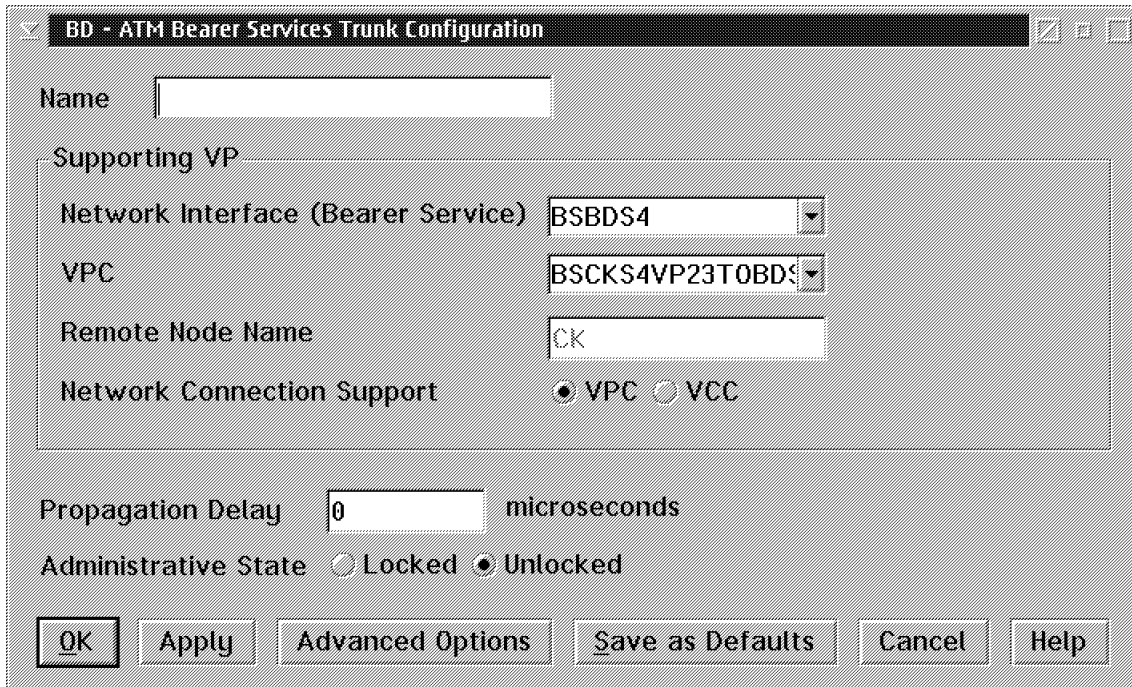 BD - ATM Bearer Services Trunk Configuration
Name
Supporting VP
Network Interface (Bearer Service) BSBDS4
VPC BSCKS4VP23TOBDS
Remote Node Name CK
Network Connection Support VPC VCC
Propagation Delay 0 microseconds
Administrative State Locked Unlocked
OK Apply Advanced Options Save as Defaults Cancel Help